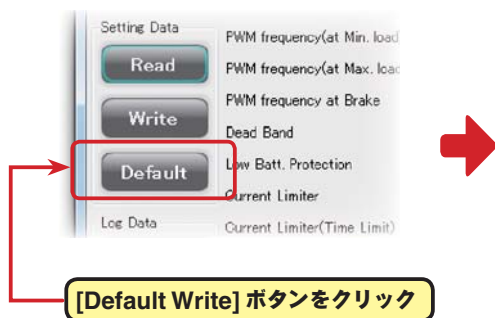 Setting Data
Read
Write
Default
Log Data
PWM frequency(at Min. load
PWM frequency(at Max. load
PWM frequency at Brake
Dead Band
Low Batt. Protection
Current Limiter
Current Limiter(Time Limit)
[Default Write] ボタンをクリック